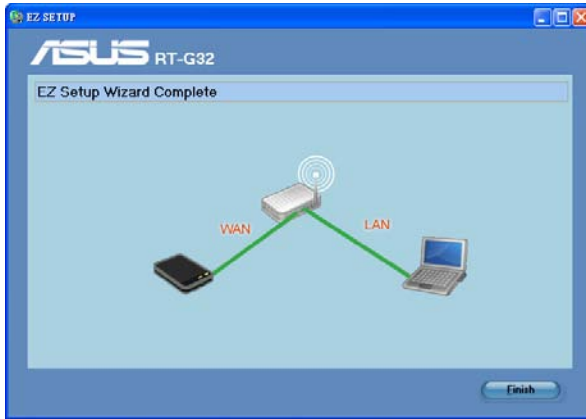 EZ SETUP
ASUS RT-G32
EZ Setup Wizard Complete
WAN
LAN
Finish